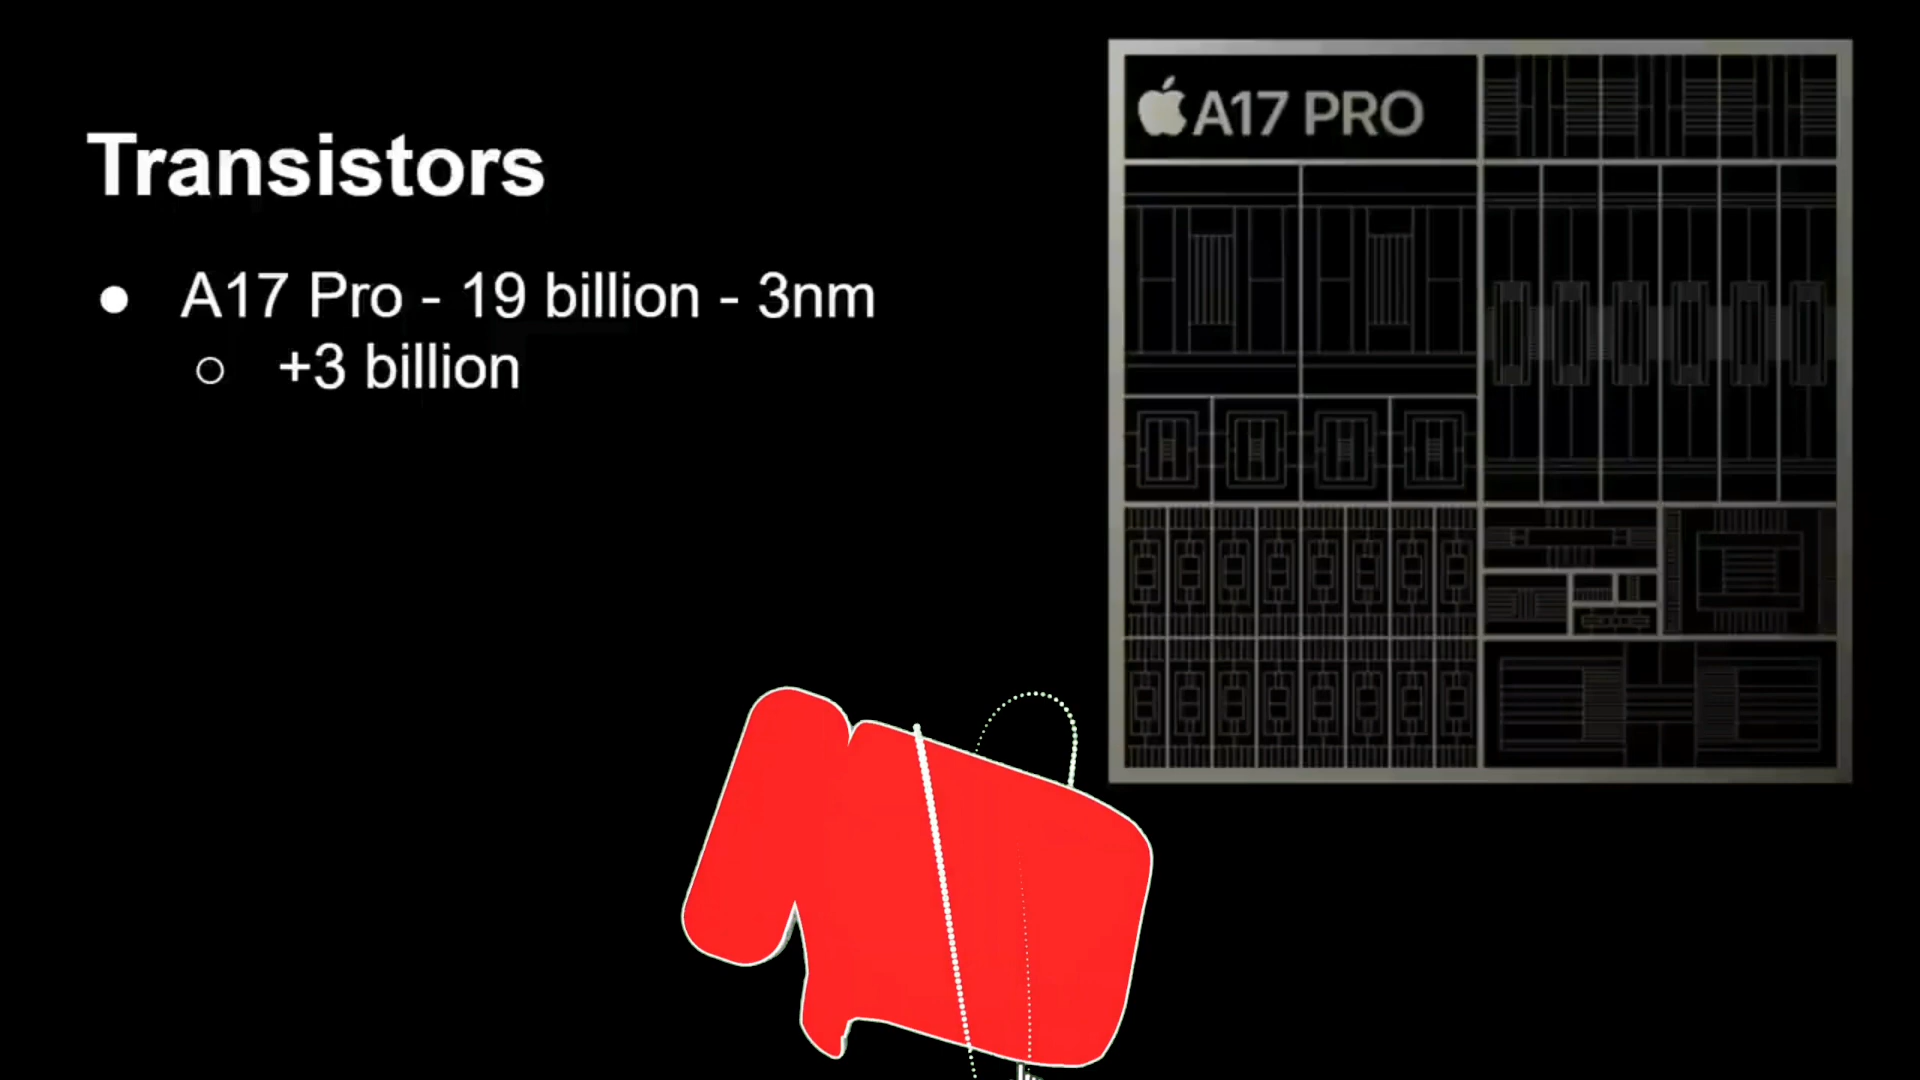 Transistors
A17 Pro - 19 billion - 3nm
+3 billion
A17 PRO